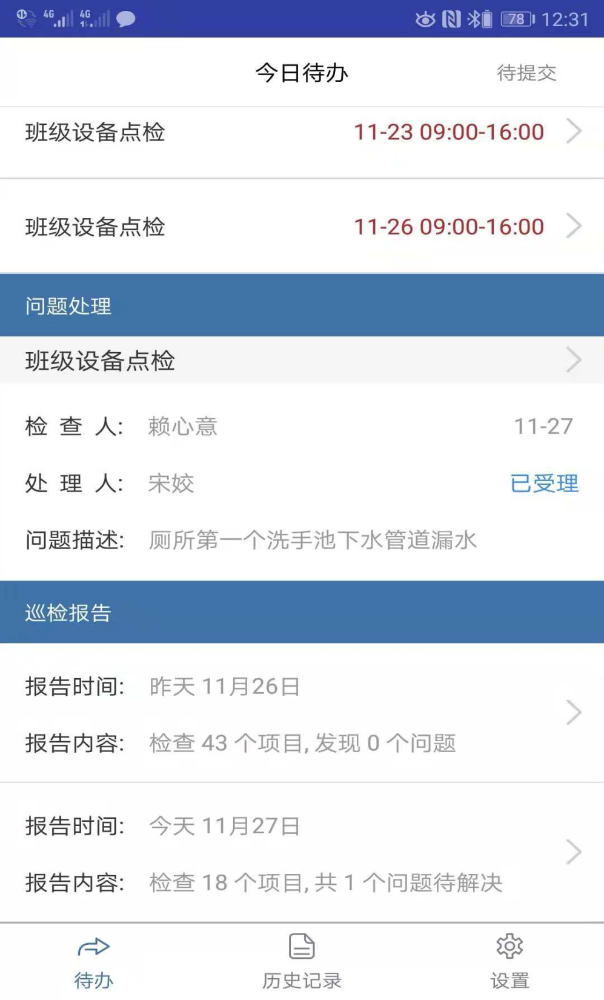 4G 4G 78 12:31
今日待办 待提交
班级设备点检 11-23 09:00-16:00
班级设备点检 11-26 09:00-16:00
问题处理
班级设备点检
检 查 人: 赖心意 11-27
处 理 人: 宋姣 已受理
问题描述: 厕所第一个洗手池下水管道漏水
巡检报告
报告时间: 昨天 11月26日
报告内容: 检查 43 个项目, 发现 0 个问题
报告时间: 今天 11月27日
报告内容: 检查 18 个项目, 共 1 个问题待解决
待办 历史记录 设置